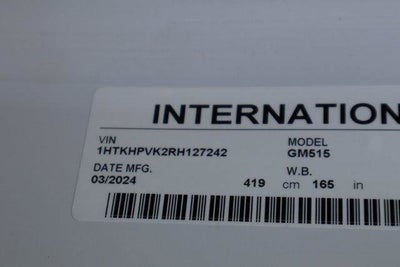 INTERNATION
VIN MODEL
1HTKHPVK2RH127242 GM515
DATE MFG. W.B.
03/2024 419 cm 165 in